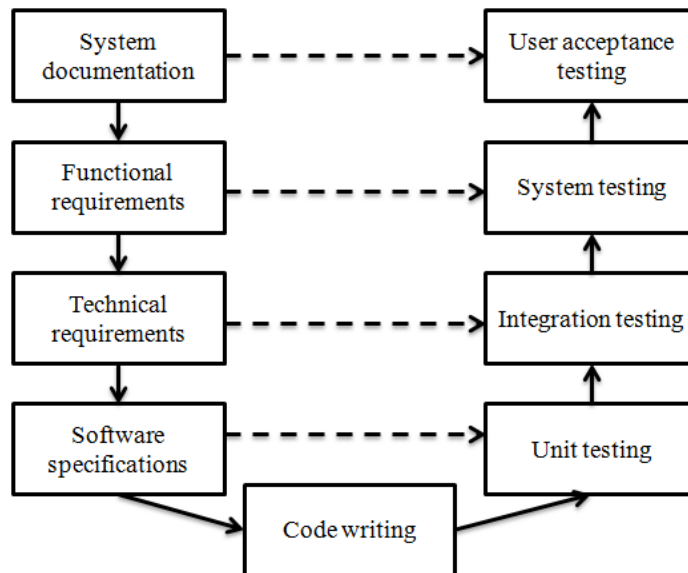 System
documentation
User acceptance
testing
Functional
requirements
System testing
Technical
requirements
Integration testing
Software
specifications
Unit testing
Code writing